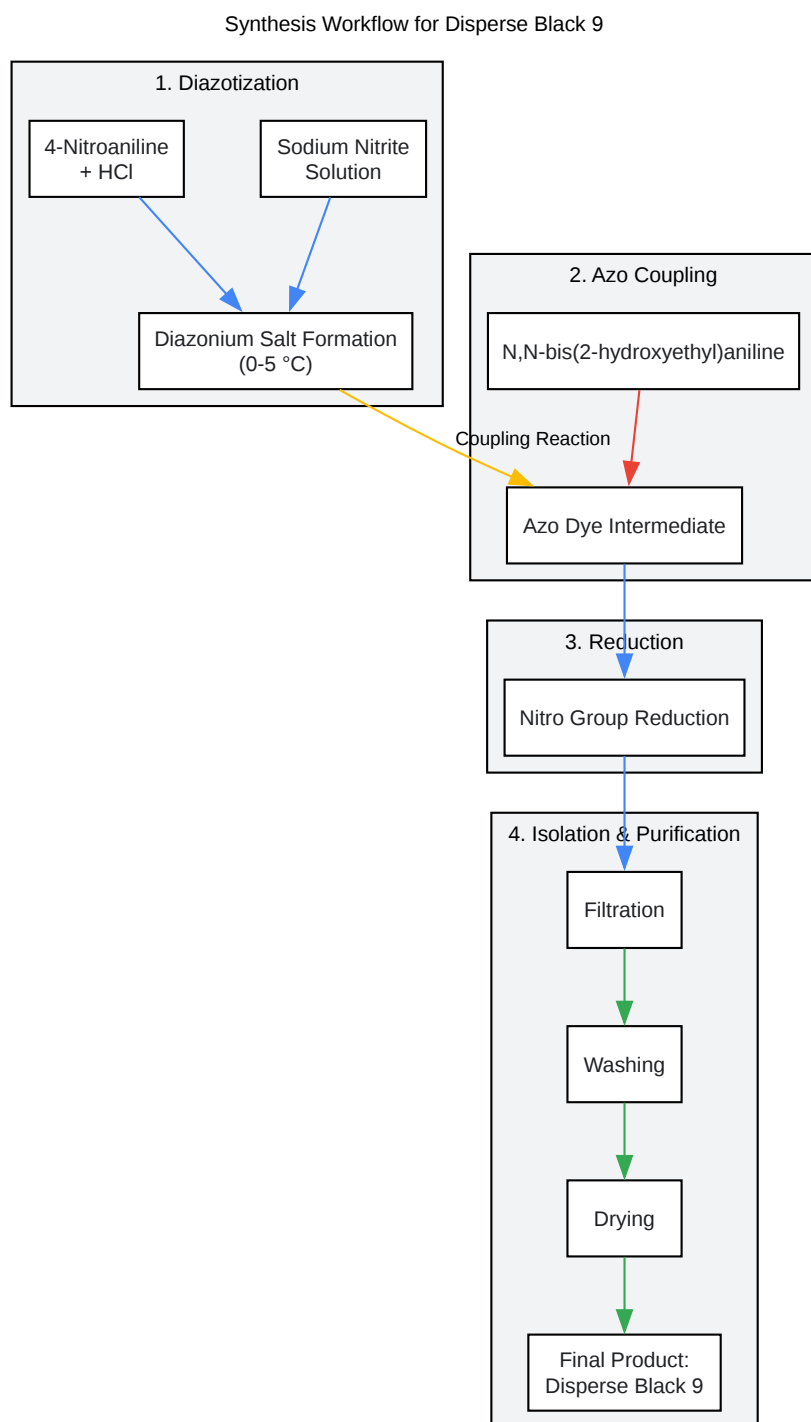 Synthesis Workflow for Disperse Black 9
1. Diazotization
4-Nitroaniline
+ HCl
Sodium Nitrite
Solution
Diazonium Salt Formation
(0-5 °C)
2. Azo Coupling
N,N-bis(2-hydroxyethyl)aniline
Coupling Reaction
Azo Dye Intermediate
3. Reduction
Nitro Group Reduction
4. Isolation & Purification
Filtration
Washing
Drying
Final Product:
Disperse Black 9